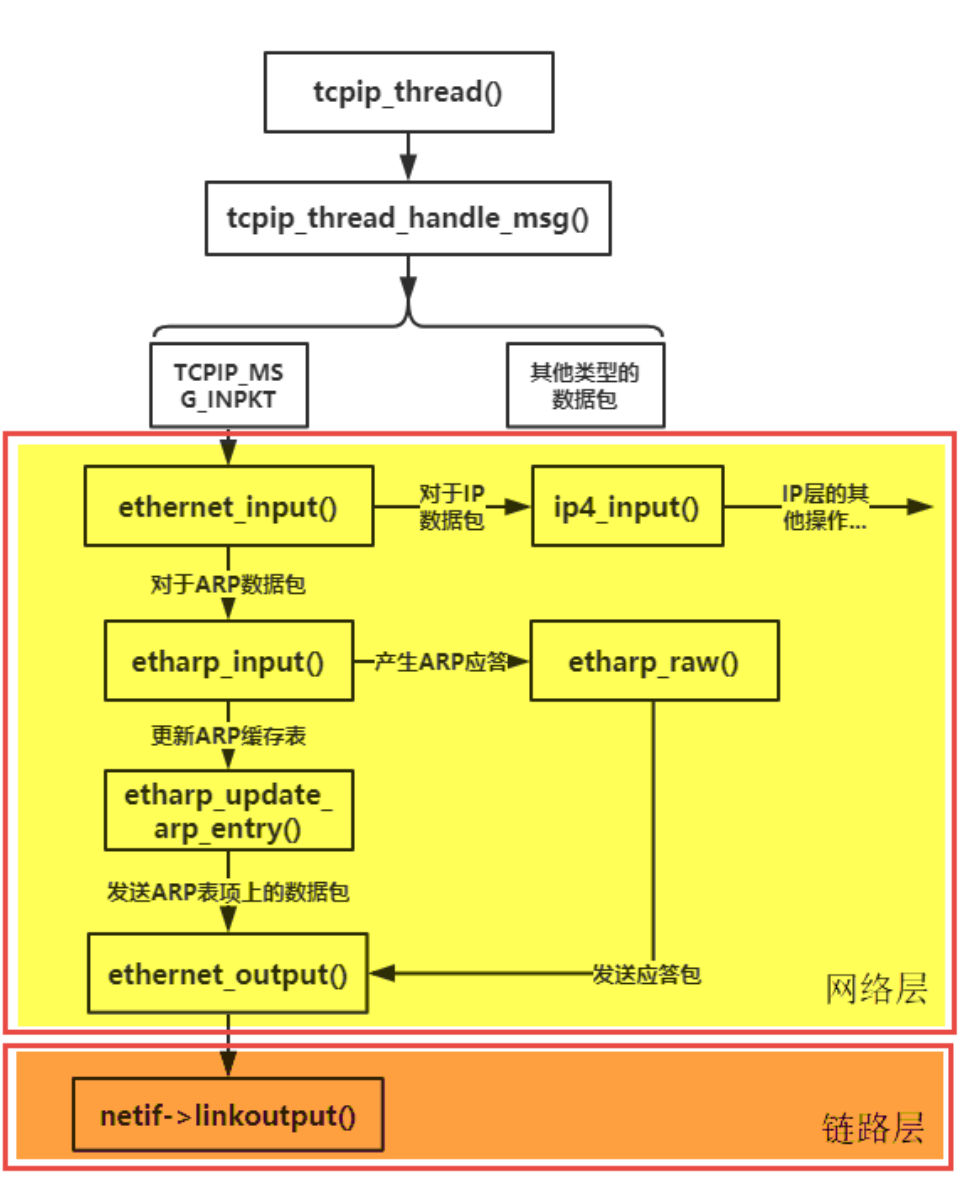 tcpip_thread()
tcpip_thread_handle_msg()
TCPIP_MS
G_INPKT
其他类型的
数据包
ethernet_input()
对于IP
数据包
ip4_input()
IP层的其
他操作...
对于ARP数据包
etharp_input()
产生ARP应答
etharp_raw()
更新ARP缓存表
etharp_update_
arp_entry()
发送ARP表项上的数据包
ethernet_output()
发送应答包
网络层
netif->linkoutput()
链路层